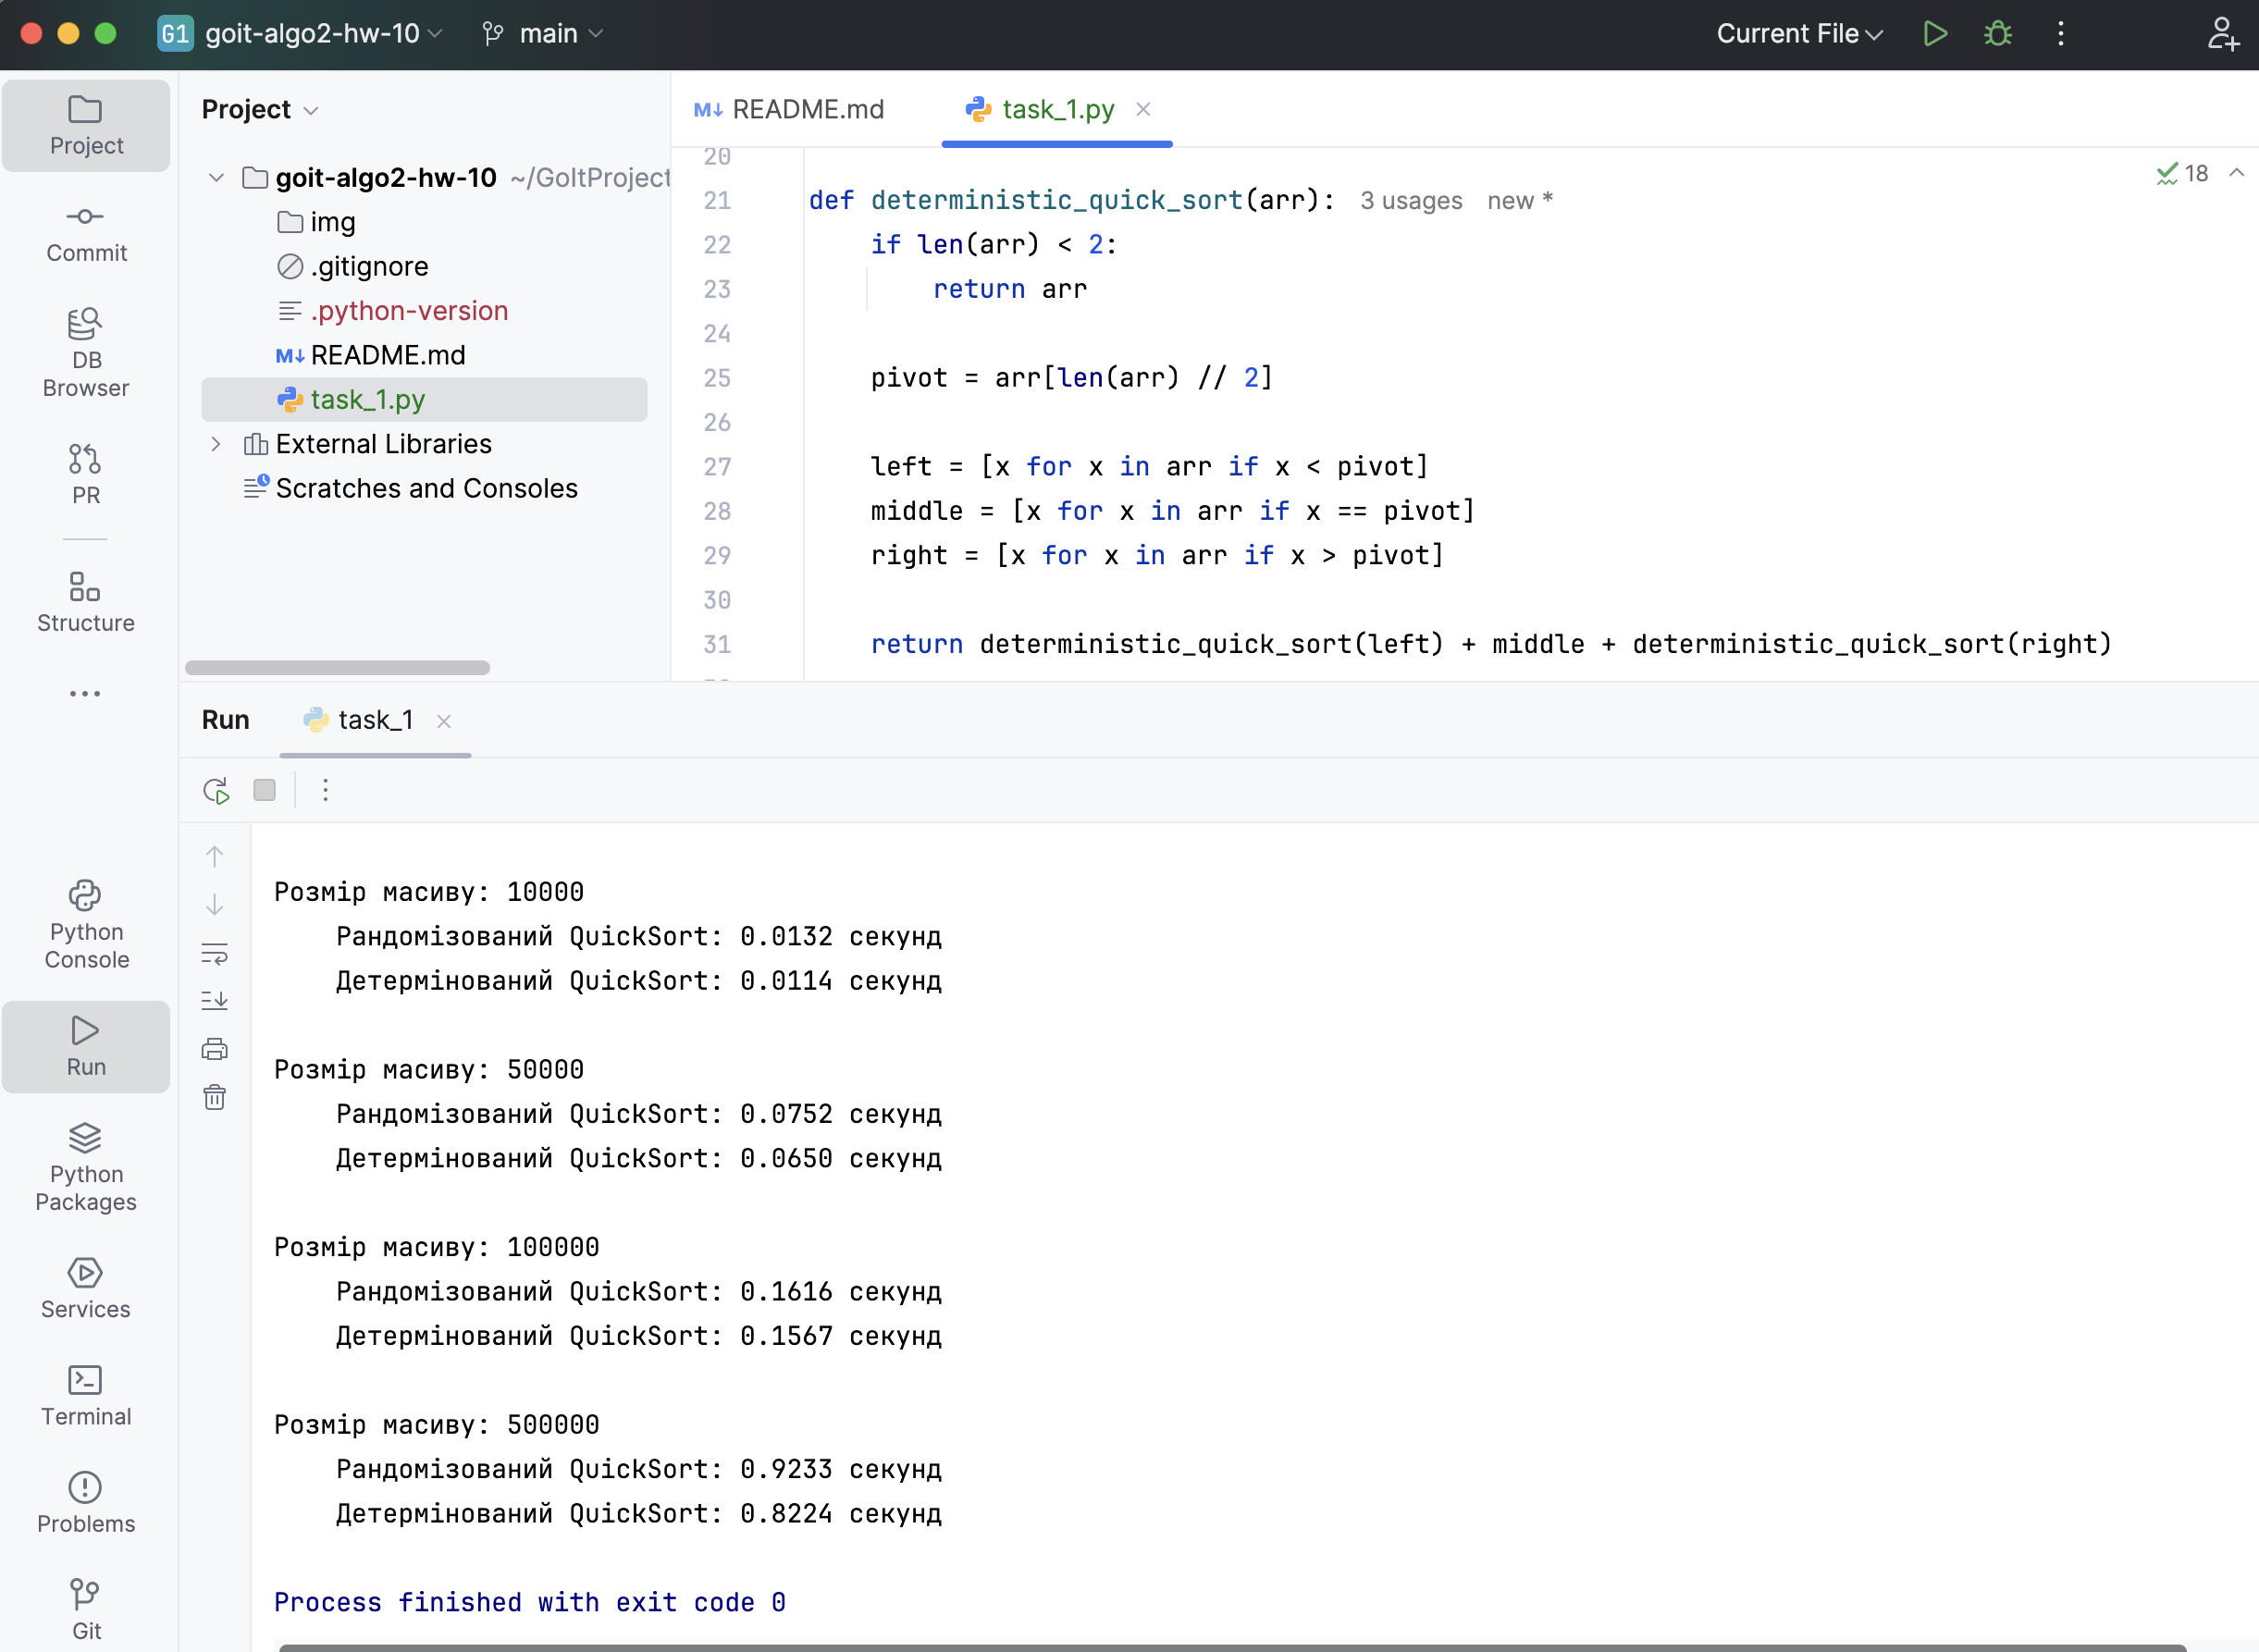 G1 goit-algo2-hw-10 main Current File
Project
Commit
DB
Browser
PR
Structure
Python
Console
Run
Python
Packages
Services
Terminal
Problems
Git
Project
goit-algo2-hw-10 ~/GoItProject
img
.gitignore
.python-version
M↓ README.md
task_1.py
External Libraries
Scratches and Consoles
M↓ README.md task_1.py
18
20
21 def deterministic_quick_sort(arr): 3 usages new *
22 if len(arr) < 2:
23 return arr
24
25 pivot = arr[len(arr) // 2]
26
27 left = [x for x in arr if x < pivot]
28 middle = [x for x in arr if x == pivot]
29 right = [x for x in arr if x > pivot]
30
31 return deterministic_quick_sort(left) + middle + deterministic_quick_sort(right)
Run task_1
Розмір масиву: 10000
Рандомізований QuickSort: 0.0132 секунд
Детермінований QuickSort: 0.0114 секунд
Розмір масиву: 50000
Рандомізований QuickSort: 0.0752 секунд
Детермінований QuickSort: 0.0650 секунд
Розмір масиву: 100000
Рандомізований QuickSort: 0.1616 секунд
Детермінований QuickSort: 0.1567 секунд
Розмір масиву: 500000
Рандомізований QuickSort: 0.9233 секунд
Детермінований QuickSort: 0.8224 секунд
Process finished with exit code 0